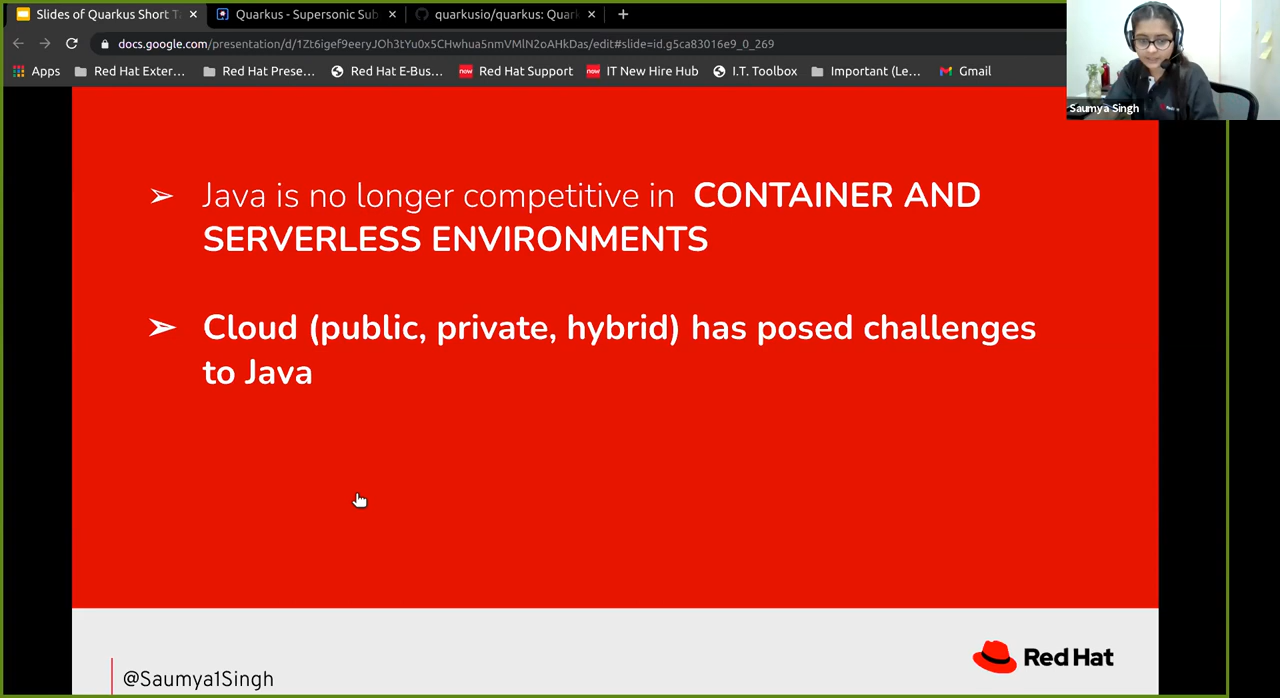 Slides of Quarkus Short T
Quarkus - Supersonic Sub
quarkusio/quarkus: Quark
docs.google.com/presentation/d/1Zt6igef9eeryJOh3tYu0x5CHwhua5nmVMlN2oAHkDas/edit#slide=id.g5ca83016e9_0_269
Apps
Red Hat Exter...
Red Hat Prese...
Red Hat E-Bus...
now
Red Hat Support
now
IT New Hire Hub
I.T. Toolbox
Important (Le...
Gmail
Saumya Singh
➢ Java is no longer competitive in CONTAINER AND
SERVERLESS ENVIRONMENTS
➢ Cloud (public, private, hybrid) has posed challenges
to Java
@Saumya1Singh
Red Hat